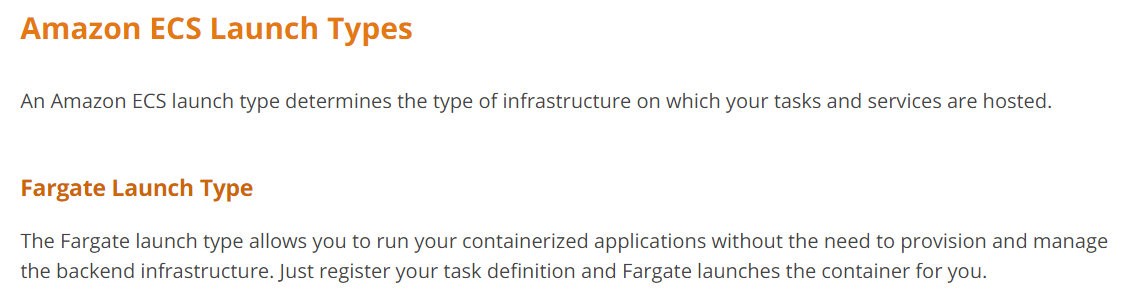 Amazon ECS Launch Types
An Amazon ECS launch type determines the type of infrastructure on which your tasks and services are hosted.
Fargate Launch Type
The Fargate launch type allows you to run your containerized applications without the need to provision and manage
the backend infrastructure. Just register your task definition and Fargate launches the container for you.